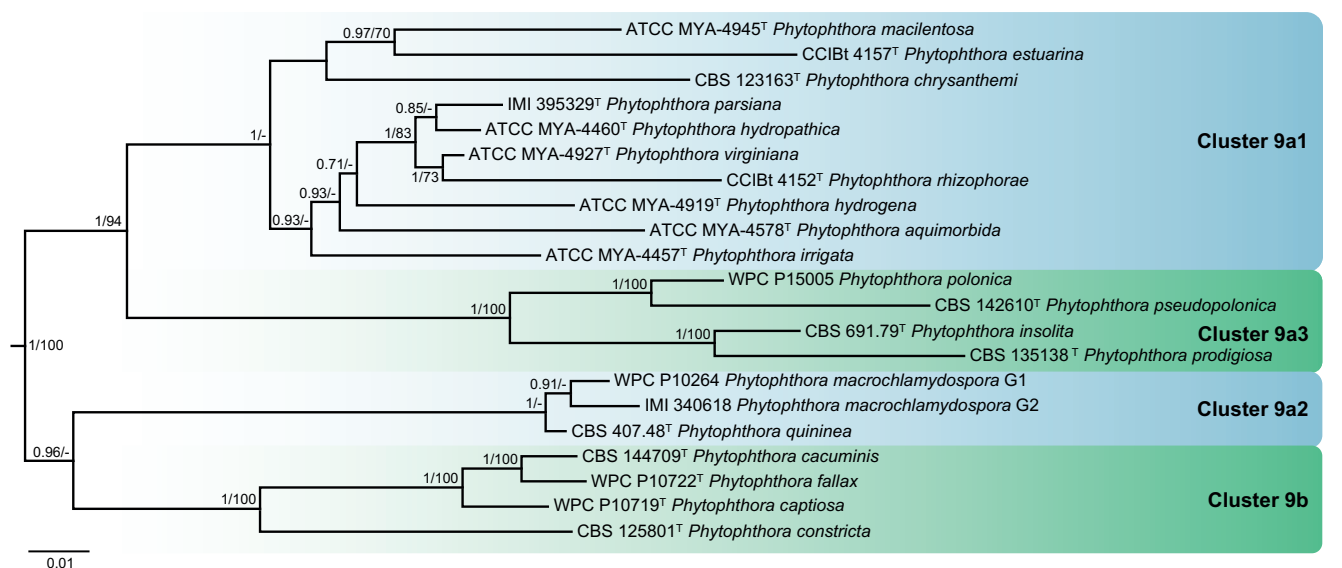 0.97/70
ATCC MYA-4945ᵀ Phytophthora macilentosa
CCIBt 4157ᵀ Phytophthora estuarina
CBS 123163ᵀ Phytophthora chrysanthemi
0.85/-
IMI 395329ᵀ Phytophthora parsiana
1/83
ATCC MYA-4460ᵀ Phytophthora hydropathica
1/-
Cluster 9a1
ATCC MYA-4927ᵀ Phytophthora virginiana
0.71/-
1/73
CCIBt 4152ᵀ Phytophthora rhizophorae
0.93/-
ATCC MYA-4919ᵀ Phytophthora hydrogena
1/94
0.93/-
ATCC MYA-4578ᵀ Phytophthora aquimorbida
ATCC MYA-4457ᵀ Phytophthora irrigata
1/100
WPC P15005 Phytophthora polonica
1/100
CBS 142610ᵀ Phytophthora pseudopolonica
1/100
CBS 691.79ᵀ Phytophthora insolita
Cluster 9a3
1/100
CBS 135138ᵀ Phytophthora prodigiosa
WPC P10264 Phytophthora macrochlamydospora G1
0.91/-
1/-
IMI 340618 Phytophthora macrochlamydospora G2
Cluster 9a2
CBS 407.48ᵀ Phytophthora quininea
0.96/-
CBS 144709ᵀ Phytophthora cacuminis
1/100
WPC P10722ᵀ Phytophthora fallax
1/100
1/100
Cluster 9b
WPC P10719ᵀ Phytophthora captiosa
CBS 125801ᵀ Phytophthora constricta
0.01